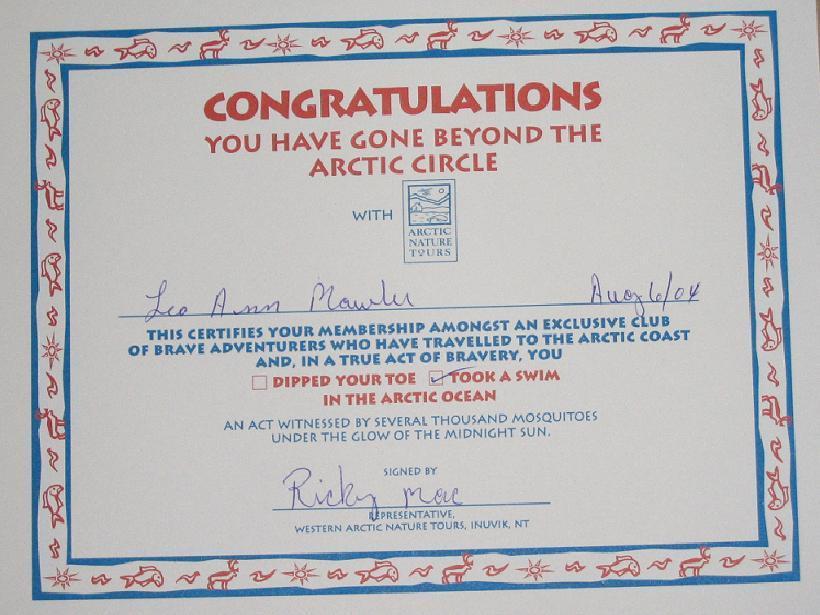 CONGRATULATIONS
YOU HAVE GONE BEYOND THE
ARCTIC CIRCLE
WITH
ARCTIC
NATURE
TOURS
Ann Aug 6/04
THIS CERTIFIES YOUR MEMBERSHIP AMONGST AN EXCLUSIVE CLUB
OF BRAVE ADVENTURERS WHO HAVE TRAVELLED TO THE ARCTIC COAST
AND, IN A TRUE ACT OF BRAVERY, YOU
DIPPED YOUR TOE TOOK A SWIM
IN THE ARCTIC OCEAN
AN ACT WITNESSED BY SEVERAL THOUSAND MOSQUITOES
UNDER THE GLOW OF THE MIDNIGHT SUN.
SIGNED BY
Ricky Mac
REPRESENTATIVE,
WESTERN ARCTIC NATURE TOURS, INUVIK, NT